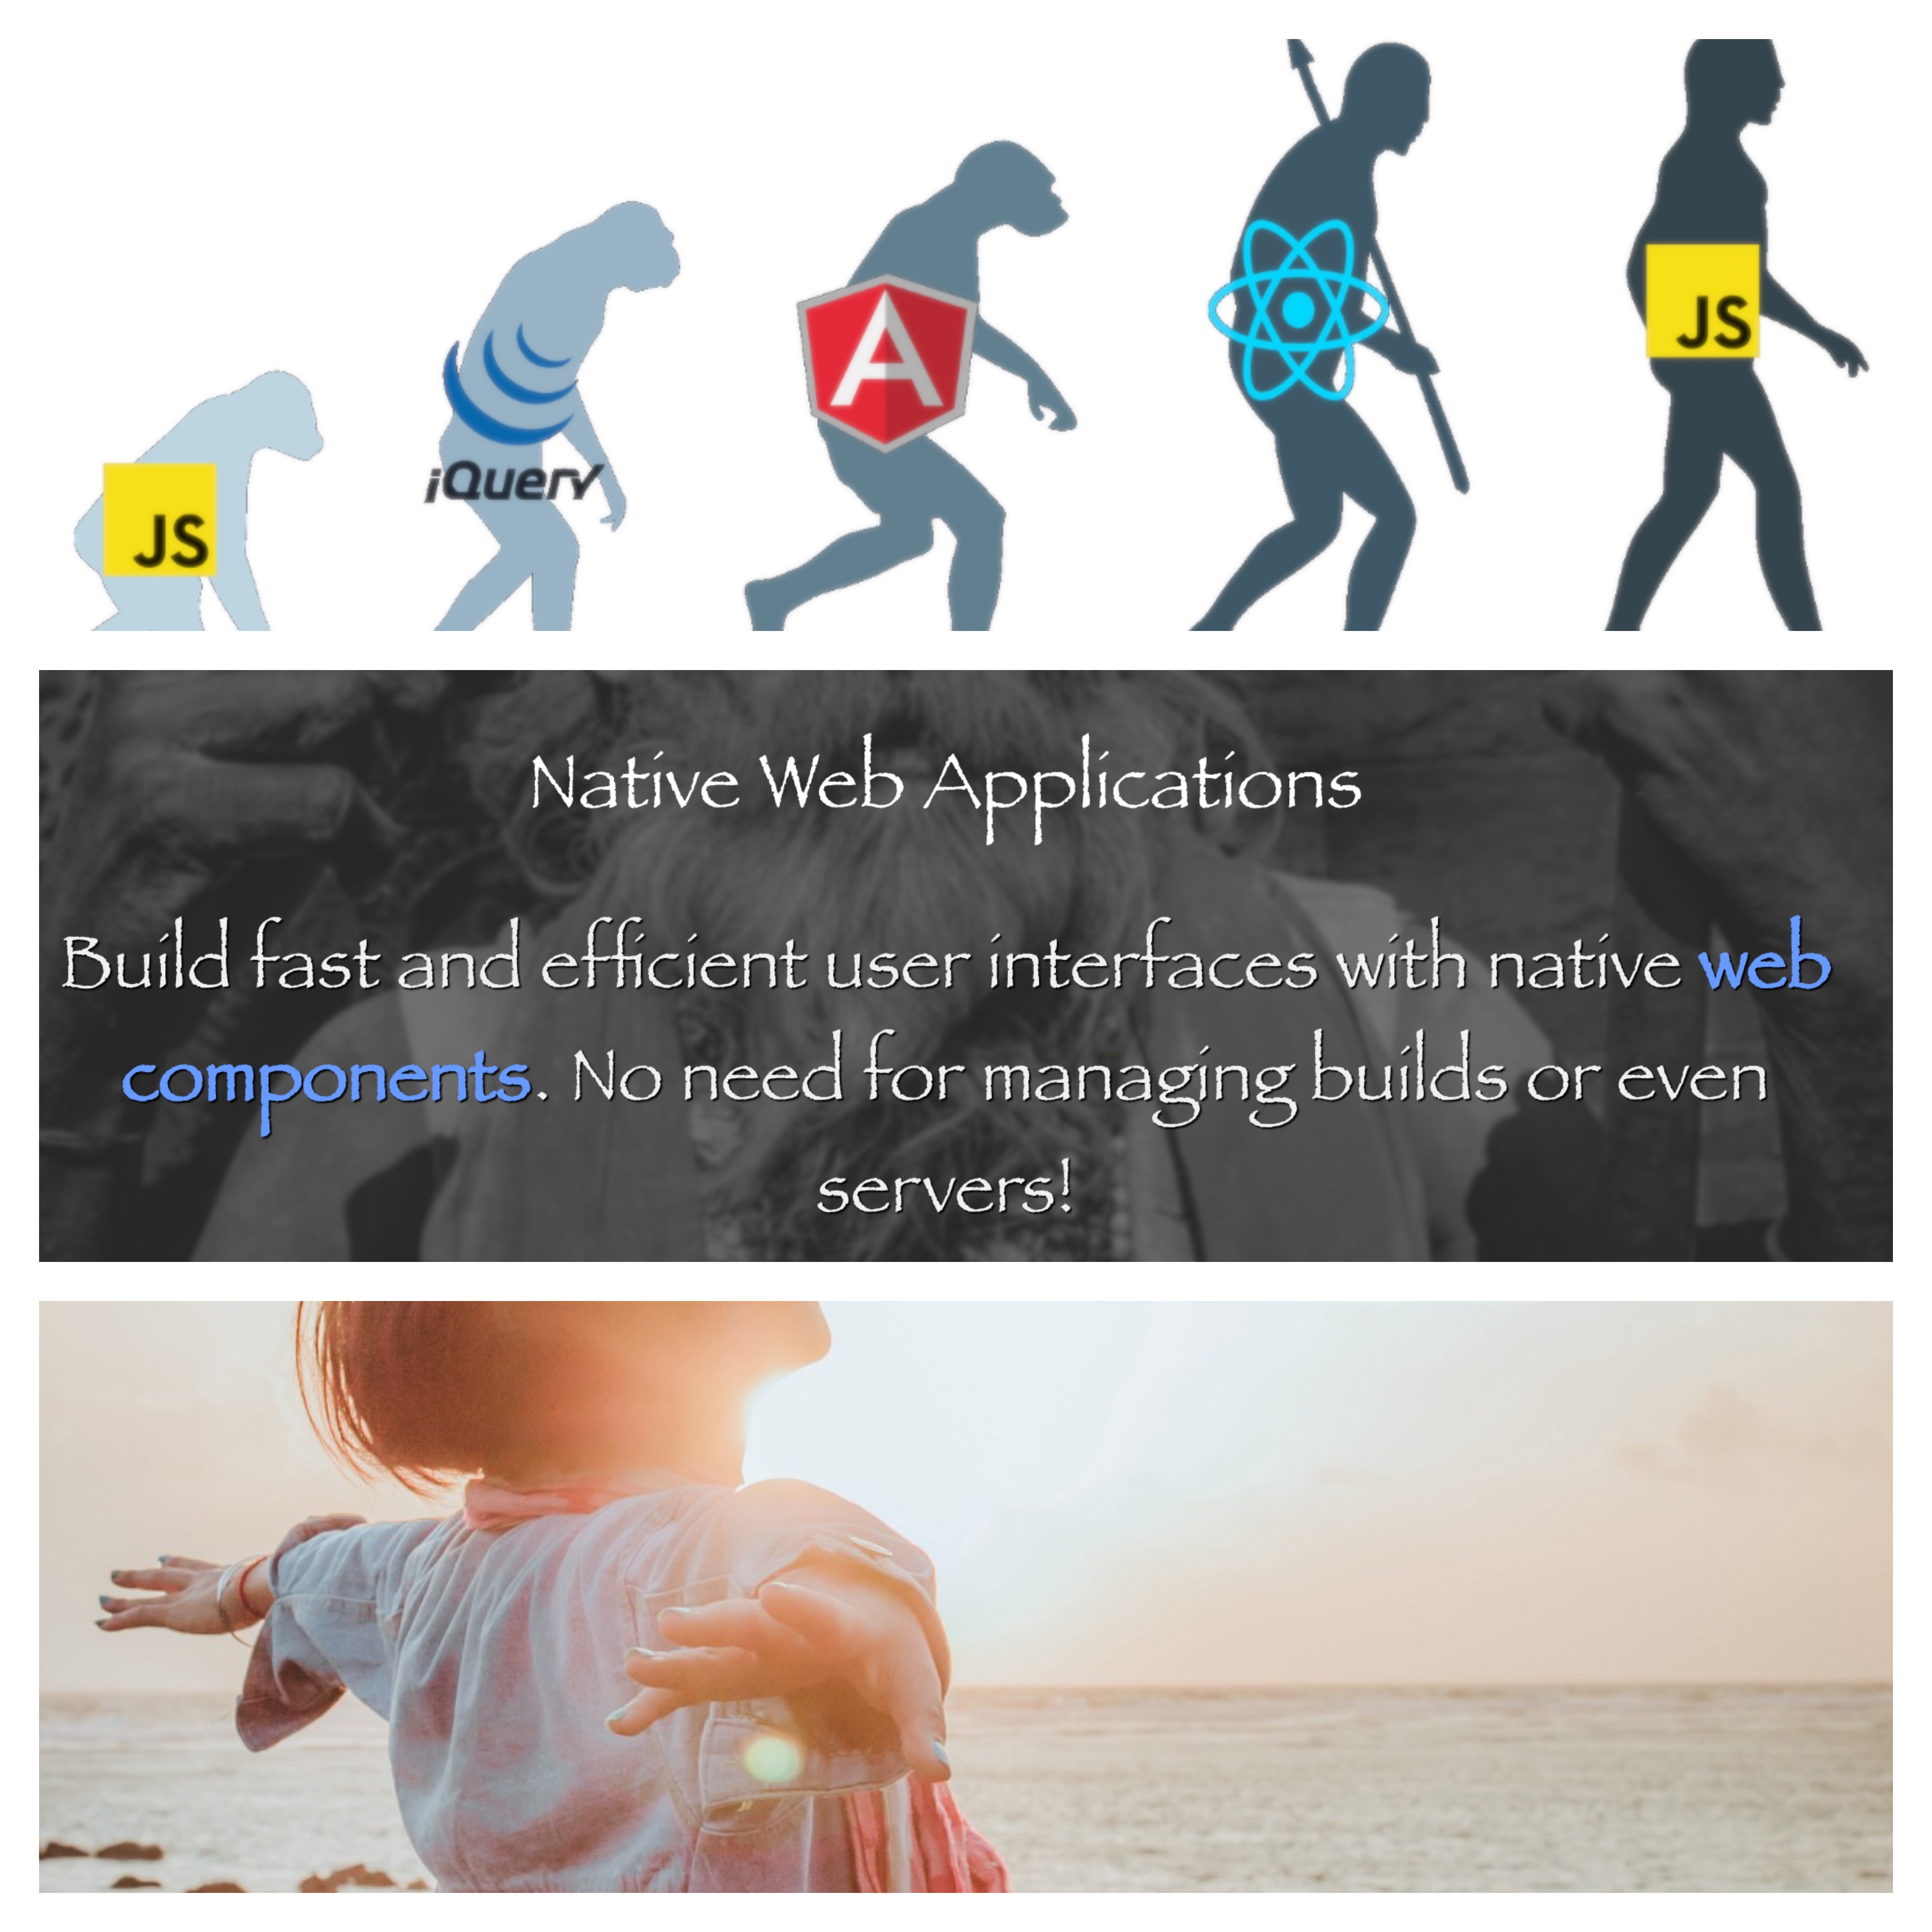 JS
jQuery
JS
Native Web Applications
Build fast and efficient user interfaces with native web
components. No need for managing builds or even
servers!